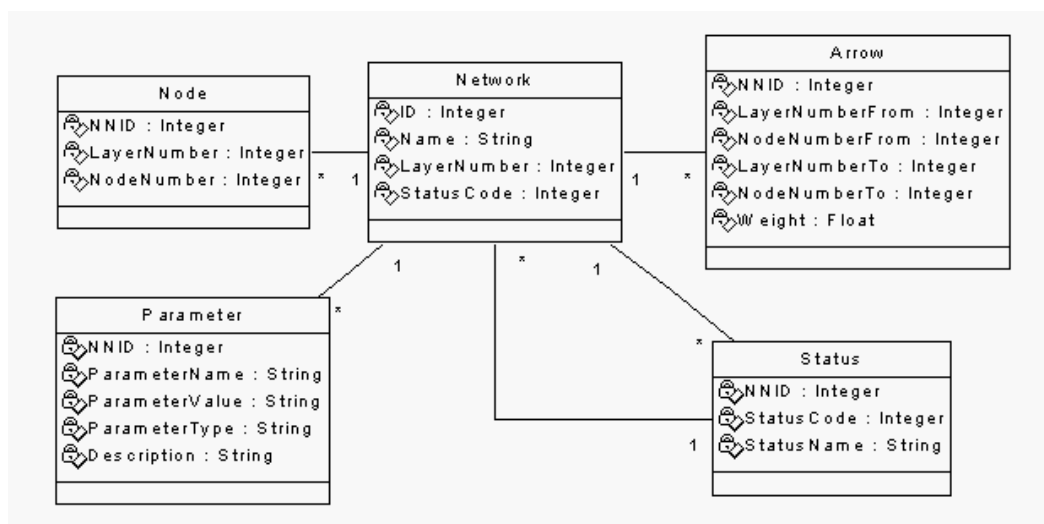 Node
NNID : Integer
LayerNumber : Integer
NodeNumber : Integer
*
1
Network
ID : Integer
Name : String
LayerNumber : Integer
StatusCode : Integer
1
*
Arrow
NNID : Integer
LayerNumberFrom : Integer
NodeNumberFrom : Integer
LayerNumberTo : Integer
NodeNumberTo : Integer
Weight : Float
1
*
*
1
Parameter
NNID : Integer
ParameterName : String
ParameterValue : String
ParameterType : String
Description : String
*
1
Status
NNID : Integer
StatusCode : Integer
StatusName : String